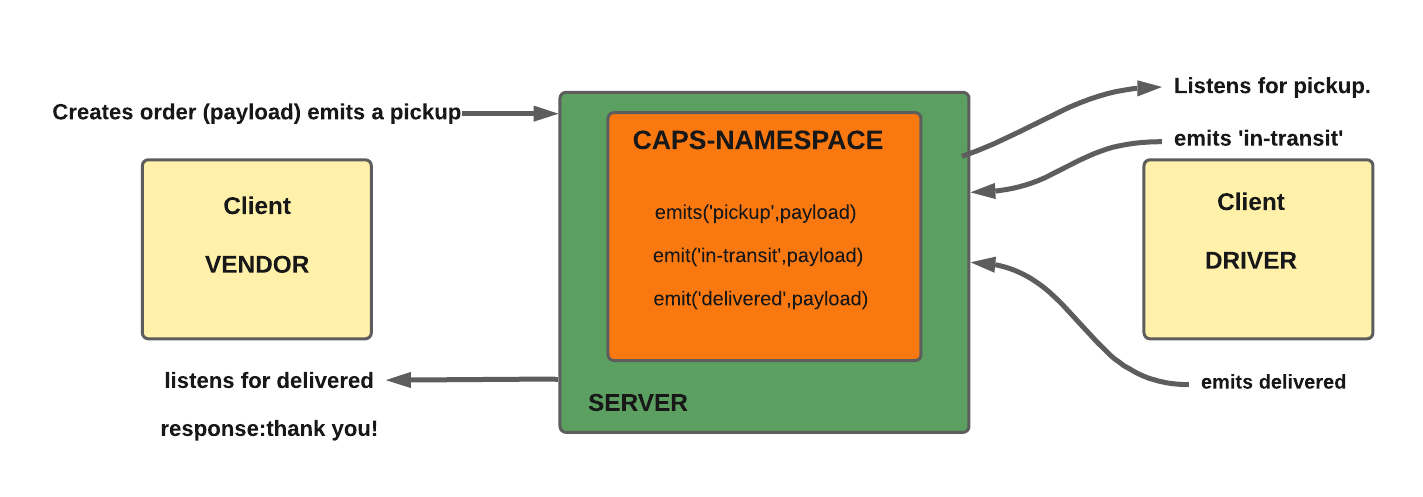 Creates order (payload) emits a pickup
Client
VENDOR
listens for delivered
response:thank you!
CAPS-NAMESPACE
emits('pickup',payload)
emit('in-transit',payload)
emit('delivered',payload)
SERVER
Listens for pickup.
emits 'in-transit'
Client
DRIVER
emits delivered